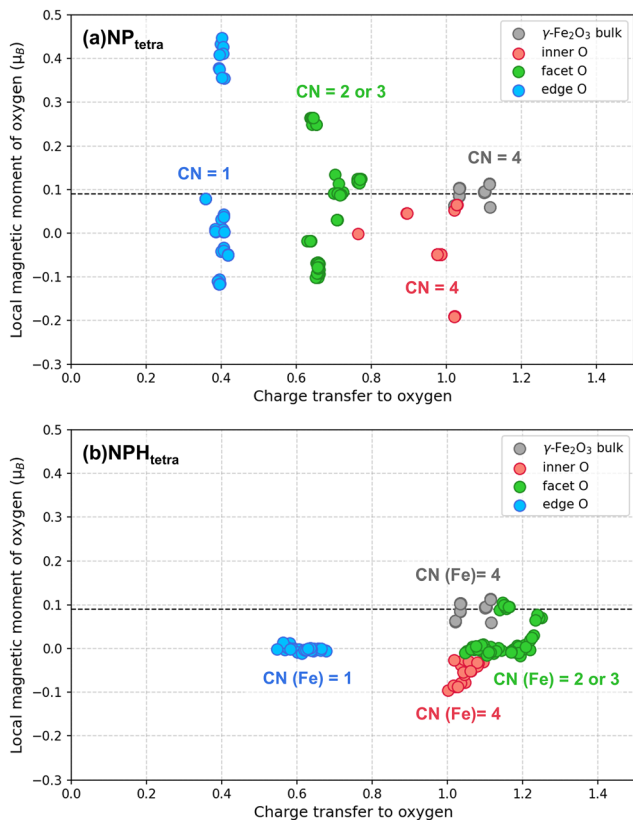 (a)NPtetra
γ-Fe2O3 bulk
inner O
facet O
edge O
CN = 2 or 3
CN = 1
CN = 4
CN = 4
Local magnetic moment of oxygen (μB)
0.5
0.4
0.3
0.2
0.1
0.0
−0.1
−0.2
−0.3
0.0 0.2 0.4 0.6 0.8 1.0 1.2 1.4
Charge transfer to oxygen
(b)NPHtetra
γ-Fe2O3 bulk
inner O
facet O
edge O
CN (Fe)= 4
CN (Fe) = 1
CN (Fe) = 2 or 3
CN (Fe)= 4
Local magnetic moment of oxygen (μB)
0.5
0.4
0.3
0.2
0.1
0.0
−0.1
−0.2
−0.3
0.0 0.2 0.4 0.6 0.8 1.0 1.2 1.4
Charge transfer to oxygen